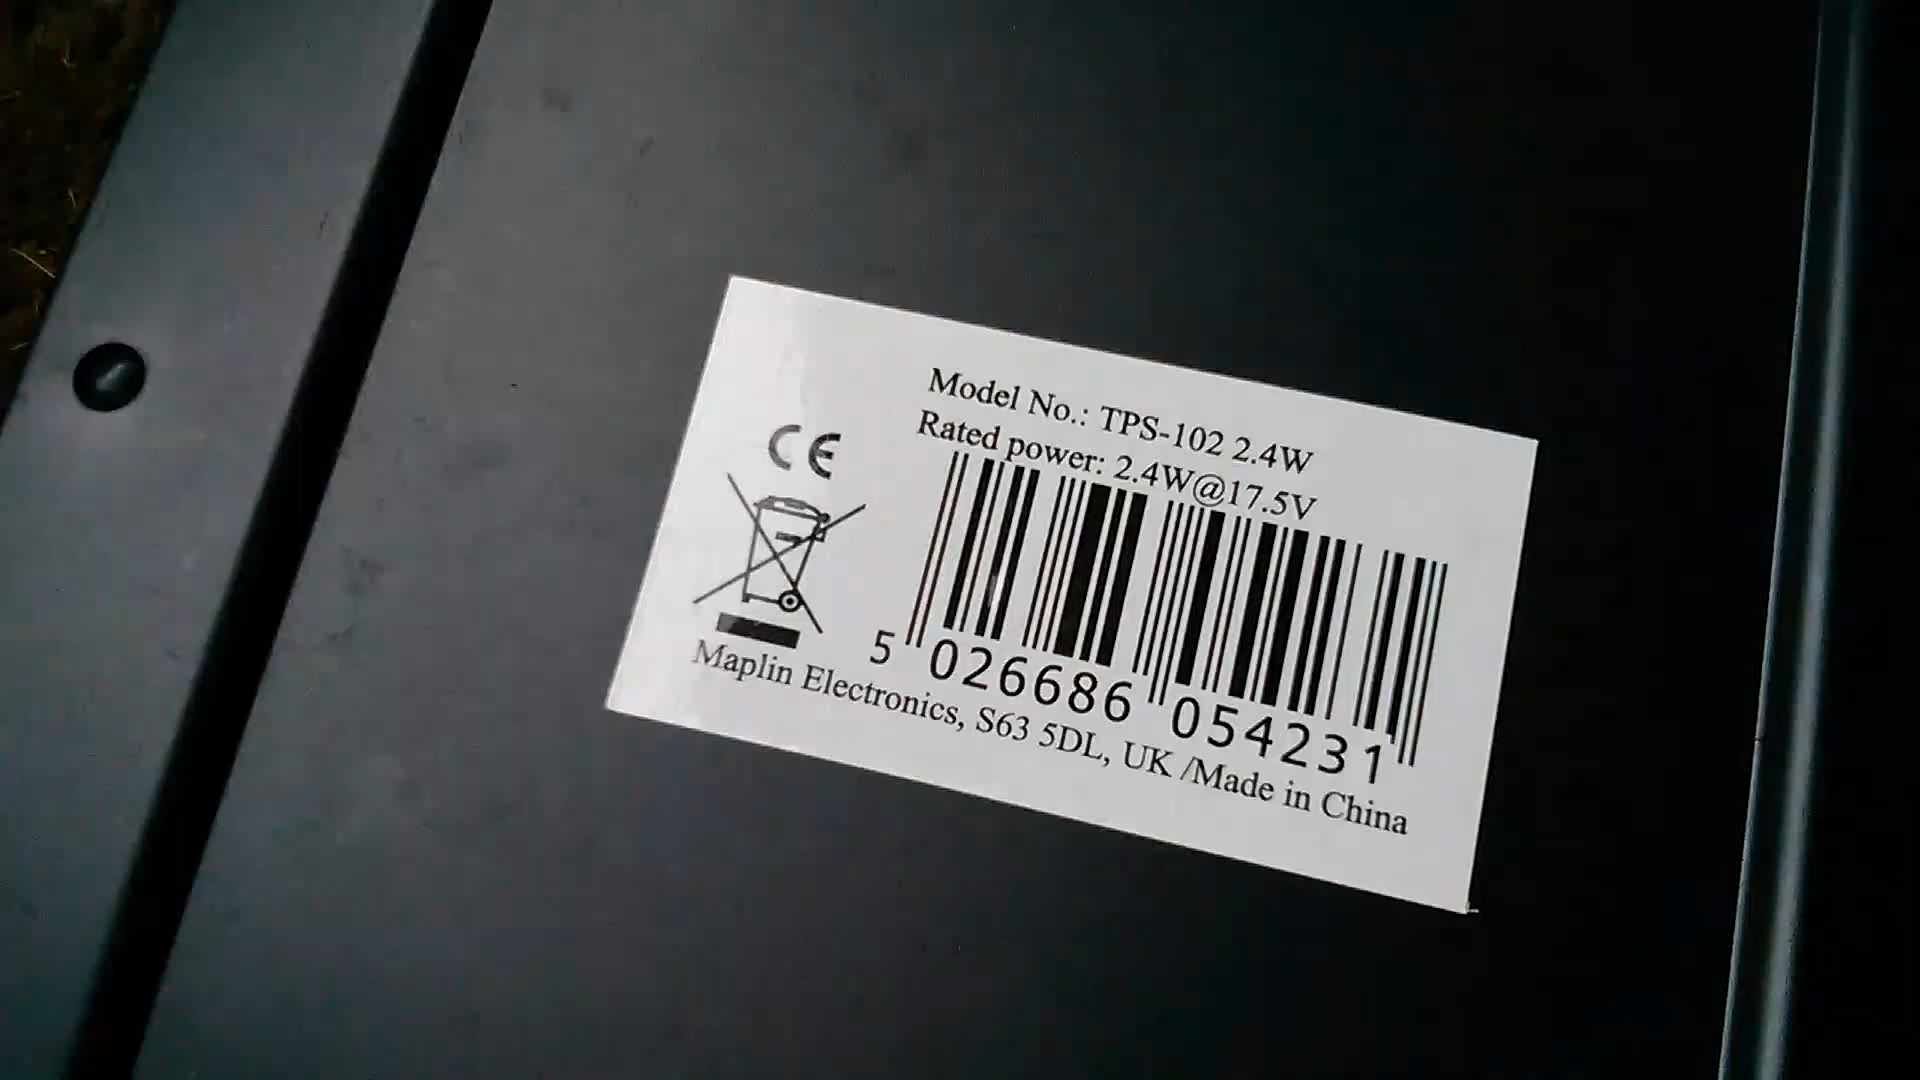 Model No.: TPS-102 2.4W
Rated power: 2.4W@17.5V
CE
5 026686 054231
Maplin Electronics, S63 5DL, UK /Made in China